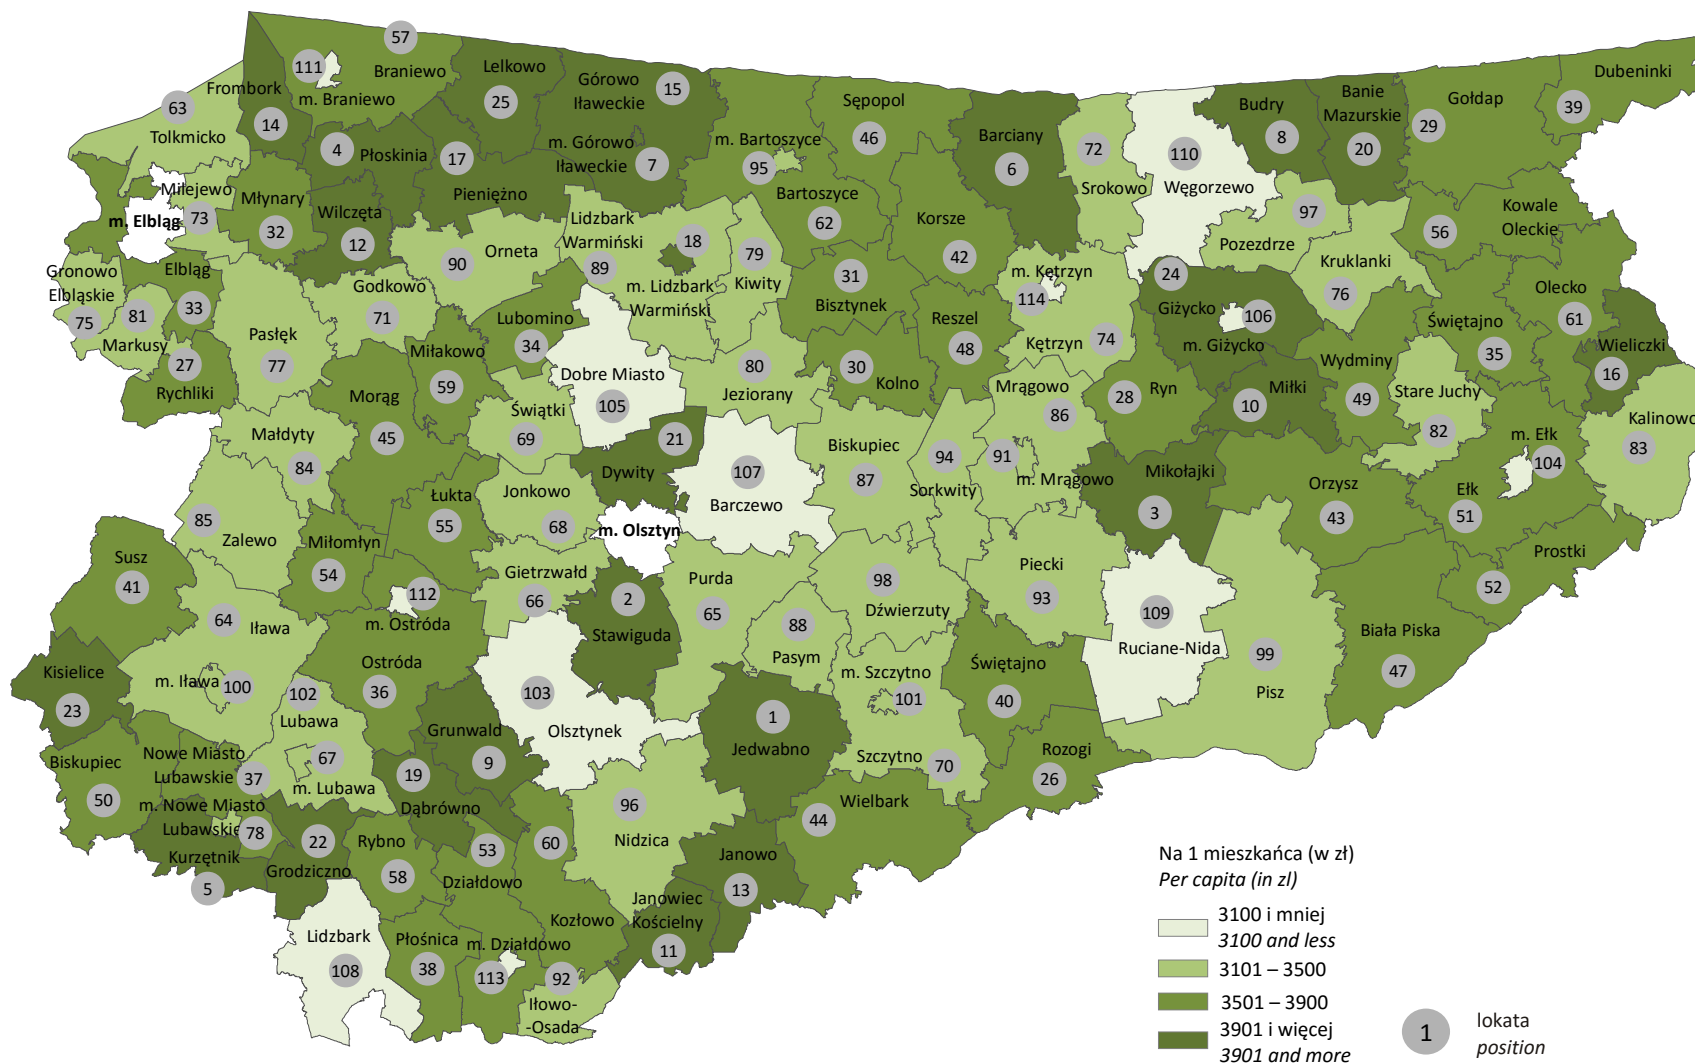 57
111
Braniewo
m. Braniewo
Lelkowo
25
Górowo
Iławeckie
15
Frombork
14
63
Tolkmicko
4
Płoskinia
17
Pieniężno
m. Górowo
Iławeckie
7
m. Bartoszyce
95
Sępopol
46
Barciany
6
72
Srokowo
110
Węgorzewo
Budry
8
Banie
Mazurskie
20
Gołdap
29
Dubeninki
39
Milejewo
73
m. Elbląg
Młynary
32
Wilczęta
12
Orneta
90
Lidzbark
Warmiński
89
18
m. Lidzbark
Warmiński
79
Kiwity
Bartoszyce
62
31
Bisztynek
Korsze
42
97
Pozezdrze
Kruklanki
76
56
Kowale
Oleckie
Gronowo
Elbląskie
75
81
Markusy
Elbląg
33
27
Rychliki
Pasłęk
77
Godkowo
71
Lubomino
34
m. Kętrzyn
114
Kętrzyn
74
24
Giżycko
106
m. Giżycko
Olecko
61
Świętajno
35
Wieliczki
16
Miłakowo
59
Morąg
45
Dobre Miasto
105
80
Jeziorany
30
Kolno
Reszel
48
Mrągowo
86
28
Ryn
10
Miłki
Wydminy
49
Stare Juchy
82
Kalinowo
83
Świątki
69
Małdyty
84
21
Dywity
107
Barczewo
Biskupiec
87
94
Sorkwity
91
m. Mrągowo
Mikołajki
3
Orzysz
43
m. Ełk
104
Ełk
51
85
Zalewo
Łukta
55
Jonkowo
68
m. Olsztyn
Prostki
52
Susz
41
Miłomłyn
54
112
m. Ostróda
Gietrzwałd
66
2
Stawiguda
Purda
65
98
Dźwierzuty
Piecki
93
109
Ruciane-Nida
Biała Piska
47
64
Iława
m. Iława
100
88
Pasym
m. Szczytno
101
Świętajno
40
99
Pisz
Kisielice
23
Ostróda
36
102
Lubawa
67
m. Lubawa
103
Olsztynek
1
Jedwabno
Szczytno
70
Rozogi
26
Grunwald
9
19
Dąbrówno
Biskupiec
50
Nowe Miasto
Lubawskie
37
m. Nowe Miasto
Lubawskie
78
Kurzętnik
5
22
Grodziczno
Rybno
58
53
Działdowo
60
Kozłowo
96
Nidzica
Wielbark
44
Janowo
13
Janowiec
Kościelny
11
Lidzbark
108
Płośnica
38
m. Działdowo
113
92
Iłowo-
-Osada
Na 1 mieszkańca (w zł)
Per capita (in zl)
3100 i mniej
3100 and less
3101 – 3500
3501 – 3900
3901 i więcej
3901 and more
1
lokata
position